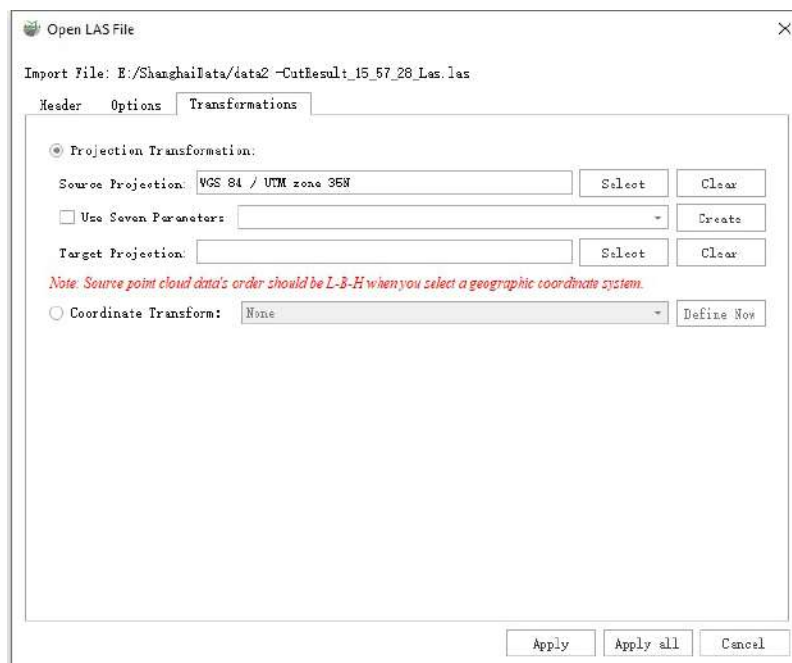 Open LAS File
Import File: E:/ShanghaiData/data2 -CutResult_15_57_28_Las.las
Header Options Transformations
Projection Transformation:
Source Projection: WGS 84 / UTM zone 35N Select Clear
Use Seven Parameters Create
Target Projection: Select Clear
Note: Source point cloud data's order should be L-B-H when you select a geographic coordinate system.
Coordinate Transform: None Define Now
Apply Apply all Cancel